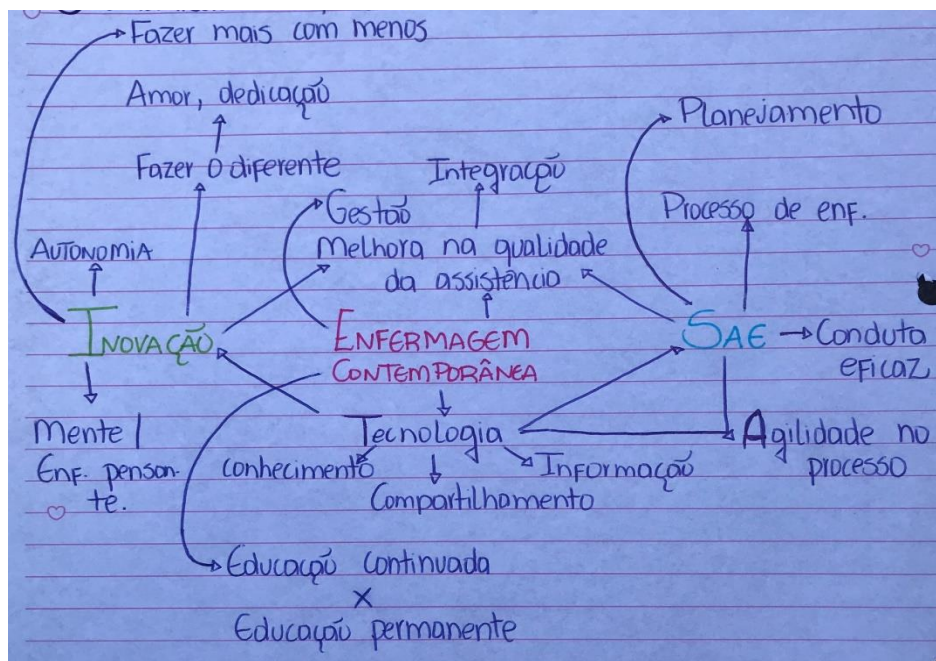 Fazer mais com menos
Amor, dedicação
Planejamento
Fazer o diferente
Integração
Gestão
Processo de enf.
AUTONOMIA
Melhora na qualidade
da assistência
INOVAÇÃO
ENFERMAGEM
CONTEMPORÂNEA
SAE
Conduta
eficaz
Mente /
Enf. pensan-
te.
Tecnologia
conhecimento
Informação
Compartilhamento
Agilidade no
processo
Educação continuada
x
Educação permanente